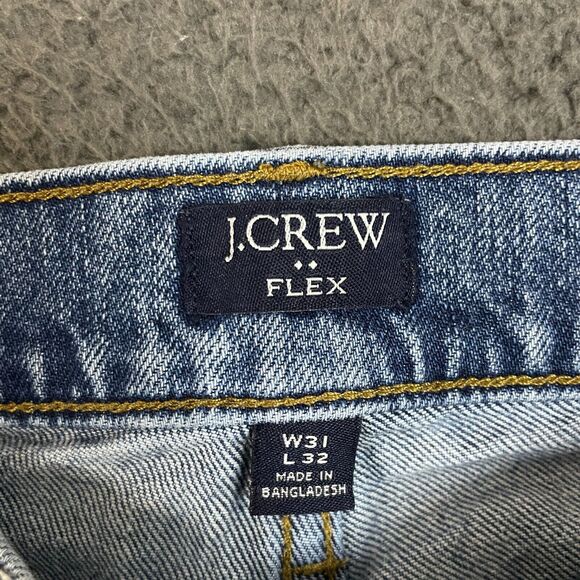 J.CREW
FLEX
W31
L 32
MADE IN
BANGLADESH